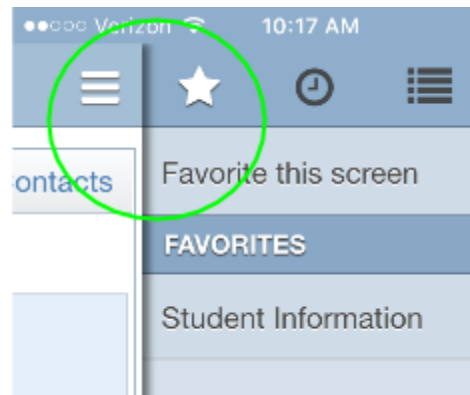 Verizon 10:17 AM
ontacts
Favorite this screen
FAVORITES
Student Information